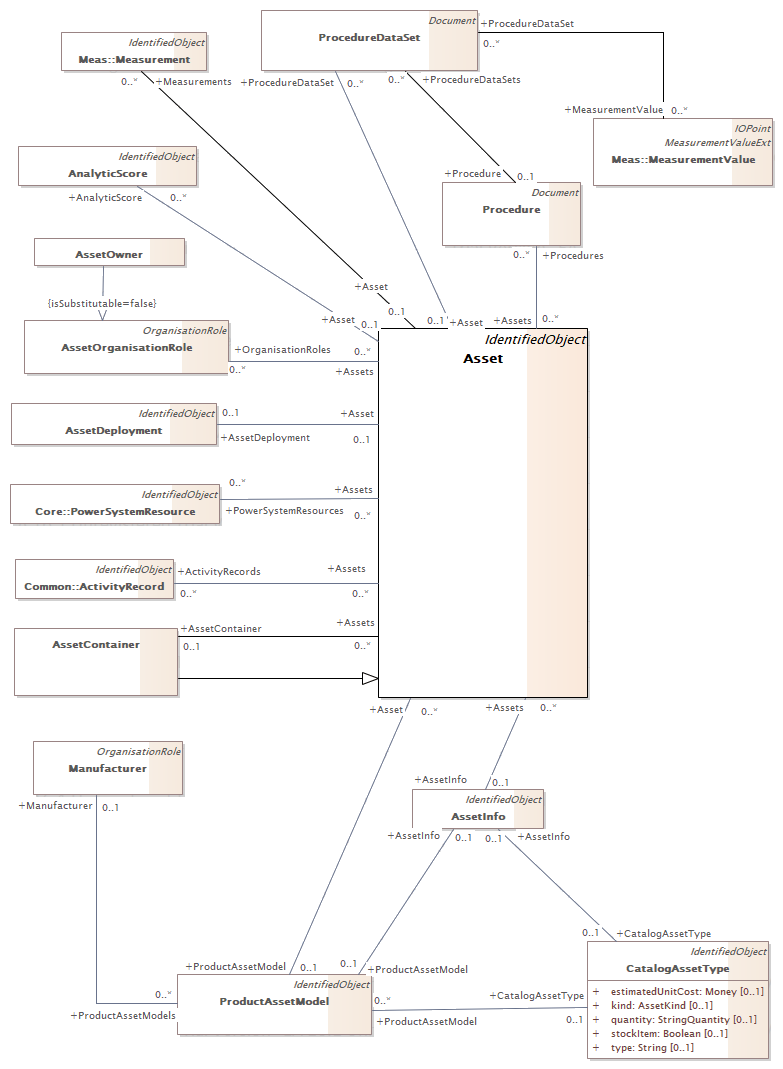 Document
ProcedureDataSet
+ProcedureDataSet
0..*
IdentifiedObject
Meas::Measurement
0..*
+Measurements
+ProcedureDataSet
0..*
0..*
+ProcedureDataSets
+MeasurementValue
0..*
IOPoint
MeasurementValueExt
Meas::MeasurementValue
IdentifiedObject
AnalyticScore
+AnalyticScore
0..*
+Procedure
0..1
Document
Procedure
0..*
+Procedures
AssetOwner
{isSubstitutable=false}
+Asset
0..1
+Asset
0..1
0..1
+Asset
+Assets
0..*
OrganisationRole
AssetOrganisationRole
+OrganisationRoles
0..*
0..*
+Assets
IdentifiedObject
Asset
IdentifiedObject
AssetDeployment
0..1
+AssetDeployment
+Asset
0..1
IdentifiedObject
Core::PowerSystemResource
0..*
+PowerSystemResources
+Assets
0..*
IdentifiedObject
Common::ActivityRecord
+ActivityRecords
0..*
+Assets
0..*
AssetContainer
+AssetContainer
0..1
+Assets
0..*
+Asset
0..*
+Assets
0..*
OrganisationRole
Manufacturer
+Manufacturer
0..1
+AssetInfo
0..1
IdentifiedObject
AssetInfo
+AssetInfo
0..1
0..1
+AssetInfo
0..1
+CatalogAssetType
+ProductAssetModel
0..1
0..1
+ProductAssetModel
IdentifiedObject
ProductAssetModel
0..*
+ProductAssetModels
0..*
+ProductAssetModel
+CatalogAssetType
0..1
IdentifiedObject
CatalogAssetType
+ estimatedUnitCost: Money [0..1]
+ kind: AssetKind [0..1]
+ quantity: StringQuantity [0..1]
+ stockItem: Boolean [0..1]
+ type: String [0..1]